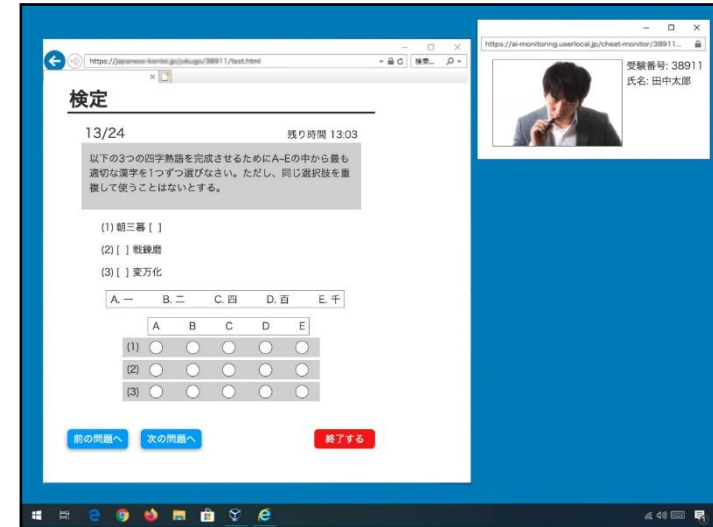 https://japanese-kentei.jp/jukugo/38911/test.html
検索...
検定
13/24
残り時間 13:03
以下の3つの四字熟語を完成させるためにA-Eの中から最も
適切な漢字を1つずつ選びなさい。ただし、同じ選択肢を重
複して使うことはないとする。
(1) 朝三暮 [ ]
(2) [ ] 戦錬磨
(3) [ ] 変万化
A. 一 B. 二 C. 四 D. 百 E. 千
A B C D E
(1)
(2)
(3)
前の問題へ 次の問題へ 終了する
https://ai-monitoring.userlocal.jp/cheat-monitor/38911...
受験番号: 38911
氏名: 田中太郎